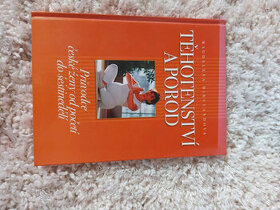 TĚHOTENSTVÍ
A POROD
Průvodce
české ženy od početí
do šestinedělí